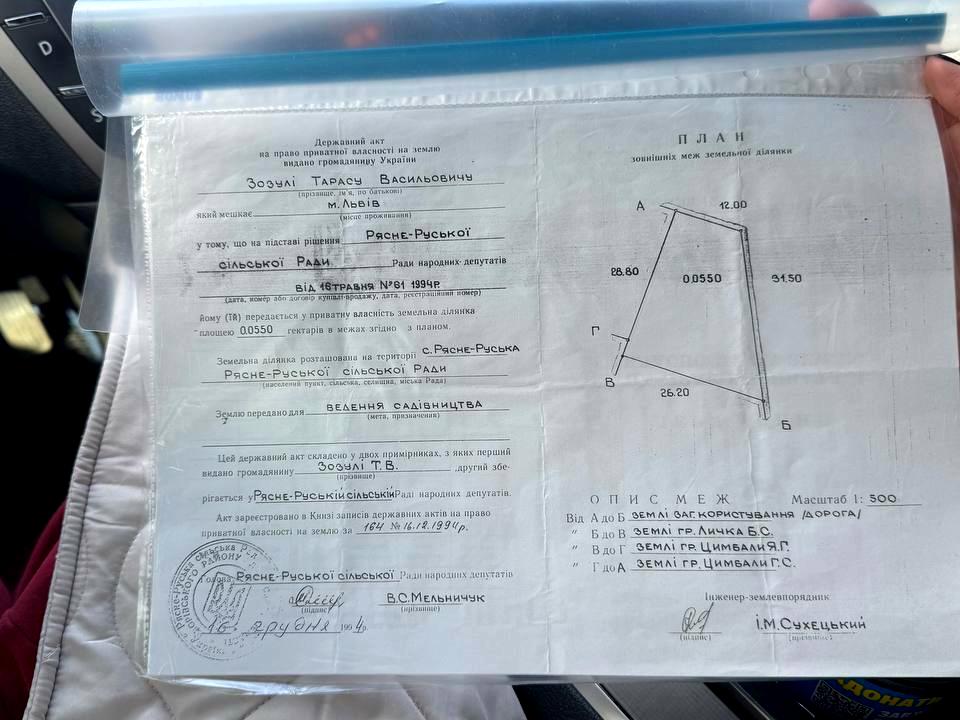 D
S
Державний акт
на право приватної власності на землю
видано громадянину України
Зозулі Тарасу Васильовичу
(прізвище, ім'я, по батькові)
який мешкає м.Львів
(місце проживання)
у тому, що на підставі рішення Рясне-Руської
сільської Ради Ради народних депутатів
від 16 травня №61 1994р.
(дата, номер або договір купівлі-продажу, дата, реєстраційний номер)
йому (їй) передається у приватну власність земельна ділянка
площею 0.0550 гектарів в межах згідно з планом.
Земельна ділянка розташована на території с.Рясне-Руська
Рясне-Руської сільської Ради
(населений пункт, сільська, селищна, міська Рада)
Землю передано для ведення садівництва
(мета, призначення)
Цей державний акт складено у двох примірниках, з яких перший
видано громадянину Зозулі Т.В. ,другий збе-
(прізвище)
рігається у Рясне-Руській сільській Раді народних депутатів.
Акт зареєстровано в Книзі записів державних актів на право
приватної власності на землю за 164 № 16.12.1994р.
Голова Рясне-Руської сільської Ради народних депутатів
В.С.Мельничук
(підпис) (прізвище)
16 грудня 1994р.
ПЛАН
зовнішніх меж земельної ділянки
А
12.00
28.80
0.0550
31.50
Г
В
26.20
Б
ОПИС МЕЖ Масштаб 1: 500
Від А до Б землі заг.користування /дорога/
" Б до В землі гр.Личка Б.С.
" В до Г землі гр.Цимбали Я.Г.
" Г до А землі гр.Цимбали Г.С.
Інженер-землевпорядник
І.М.Сухецький
(підпис) (прізвище)
ДОНАТИ